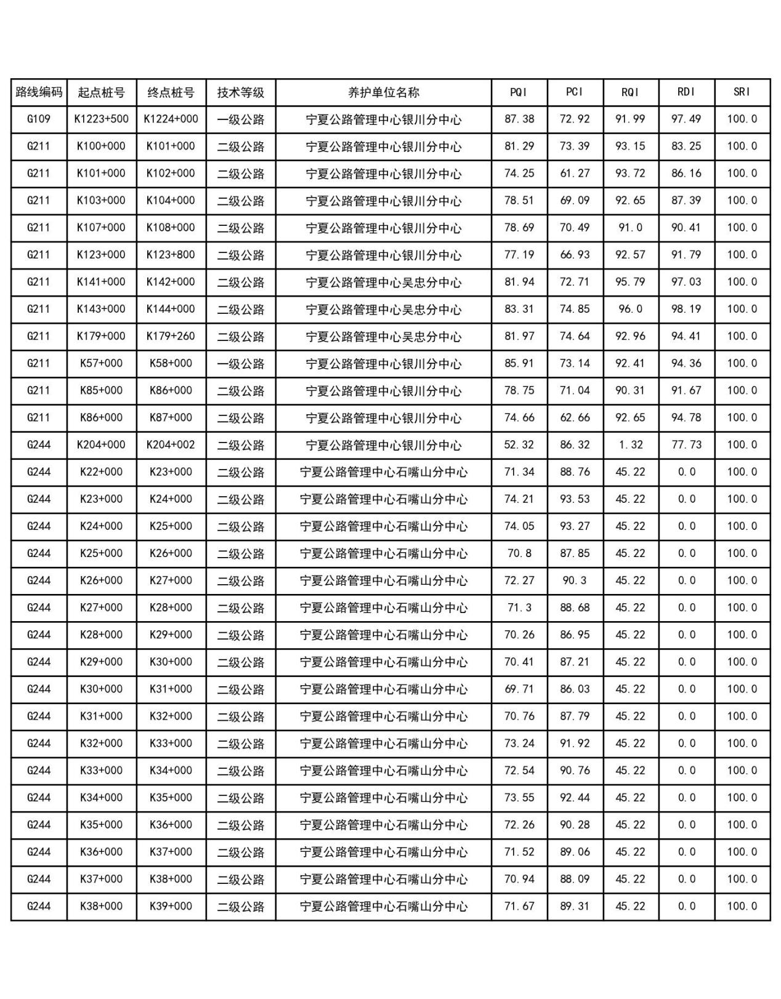 路线编码 起点桩号 终点桩号 技术等级 养护单位名称 PQI PCI RQI RDI SRI
G109 K1223+500 K1224+000 一级公路 宁夏公路管理中心银川分中心 87.38 72.92 91.99 97.49 100.0
G211 K100+000 K101+000 二级公路 宁夏公路管理中心银川分中心 81.29 73.39 93.15 83.25 100.0
G211 K101+000 K102+000 二级公路 宁夏公路管理中心银川分中心 74.25 61.27 93.72 86.16 100.0
G211 K103+000 K104+000 二级公路 宁夏公路管理中心银川分中心 78.51 69.09 92.65 87.39 100.0
G211 K107+000 K108+000 二级公路 宁夏公路管理中心银川分中心 78.69 70.49 91.0 90.41 100.0
G211 K123+000 K123+800 二级公路 宁夏公路管理中心银川分中心 77.19 66.93 92.57 91.79 100.0
G211 K141+000 K142+000 二级公路 宁夏公路管理中心吴忠分中心 81.94 72.71 95.79 97.03 100.0
G211 K143+000 K144+000 二级公路 宁夏公路管理中心吴忠分中心 83.31 74.85 96.0 98.19 100.0
G211 K179+000 K179+260 二级公路 宁夏公路管理中心吴忠分中心 81.97 74.64 92.96 94.41 100.0
G211 K57+000 K58+000 一级公路 宁夏公路管理中心银川分中心 85.91 73.14 92.41 94.36 100.0
G211 K85+000 K86+000 二级公路 宁夏公路管理中心银川分中心 78.75 71.04 90.31 91.67 100.0
G211 K86+000 K87+000 二级公路 宁夏公路管理中心银川分中心 74.66 62.66 92.65 94.78 100.0
G244 K204+000 K204+002 二级公路 宁夏公路管理中心银川分中心 52.32 86.32 1.32 77.73 100.0
G244 K22+000 K23+000 二级公路 宁夏公路管理中心石嘴山分中心 71.34 88.76 45.22 0.0 100.0
G244 K23+000 K24+000 二级公路 宁夏公路管理中心石嘴山分中心 74.21 93.53 45.22 0.0 100.0
G244 K24+000 K25+000 二级公路 宁夏公路管理中心石嘴山分中心 74.05 93.27 45.22 0.0 100.0
G244 K25+000 K26+000 二级公路 宁夏公路管理中心石嘴山分中心 70.8 87.85 45.22 0.0 100.0
G244 K26+000 K27+000 二级公路 宁夏公路管理中心石嘴山分中心 72.27 90.3 45.22 0.0 100.0
G244 K27+000 K28+000 二级公路 宁夏公路管理中心石嘴山分中心 71.3 88.68 45.22 0.0 100.0
G244 K28+000 K29+000 二级公路 宁夏公路管理中心石嘴山分中心 70.26 86.95 45.22 0.0 100.0
G244 K29+000 K30+000 二级公路 宁夏公路管理中心石嘴山分中心 70.41 87.21 45.22 0.0 100.0
G244 K30+000 K31+000 二级公路 宁夏公路管理中心石嘴山分中心 69.71 86.03 45.22 0.0 100.0
G244 K31+000 K32+000 二级公路 宁夏公路管理中心石嘴山分中心 70.76 87.79 45.22 0.0 100.0
G244 K32+000 K33+000 二级公路 宁夏公路管理中心石嘴山分中心 73.24 91.92 45.22 0.0 100.0
G244 K33+000 K34+000 二级公路 宁夏公路管理中心石嘴山分中心 72.54 90.76 45.22 0.0 100.0
G244 K34+000 K35+000 二级公路 宁夏公路管理中心石嘴山分中心 73.55 92.44 45.22 0.0 100.0
G244 K35+000 K36+000 二级公路 宁夏公路管理中心石嘴山分中心 72.26 90.28 45.22 0.0 100.0
G244 K36+000 K37+000 二级公路 宁夏公路管理中心石嘴山分中心 71.52 89.06 45.22 0.0 100.0
G244 K37+000 K38+000 二级公路 宁夏公路管理中心石嘴山分中心 70.94 88.09 45.22 0.0 100.0
G244 K38+000 K39+000 二级公路 宁夏公路管理中心石嘴山分中心 71.67 89.31 45.22 0.0 100.0